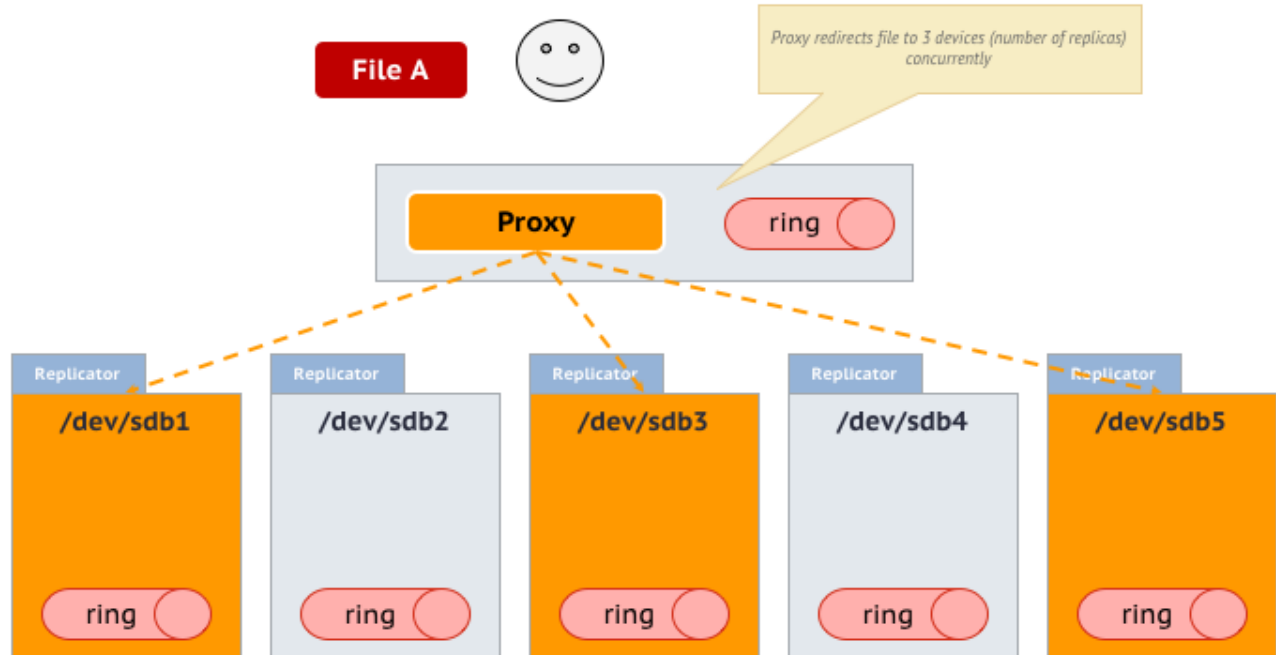 File A
Proxy redirects file to 3 devices (number of replicas)
concurrently
Proxy
ring
Replicator
Replicator
Replicator
Replicator
Replicator
/dev/sdb1
/dev/sdb2
/dev/sdb3
/dev/sdb4
/dev/sdb5
ring
ring
ring
ring
ring